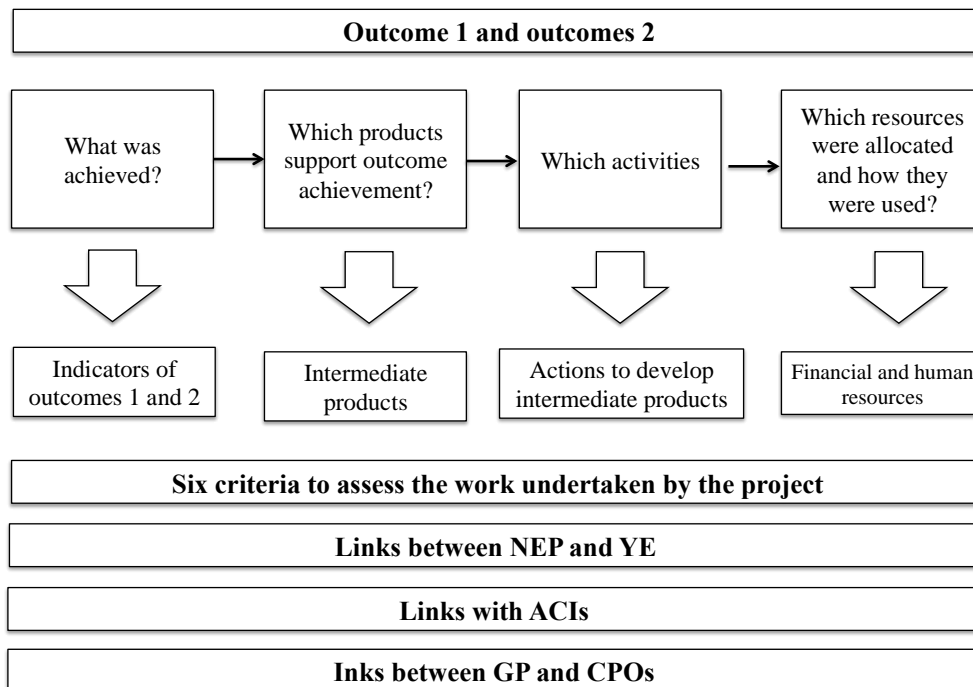 Outcome 1 and outcomes 2
What was
achieved?
Which products
support outcome
achievement?
Which activities
Which resources
were allocated
and how they
were used?
Indicators of
outcomes 1 and 2
Intermediate
products
Actions to develop
intermediate products
Financial and human
resources
Six criteria to assess the work undertaken by the project
Links between NEP and YE
Links with ACIs
Inks between GP and CPOs